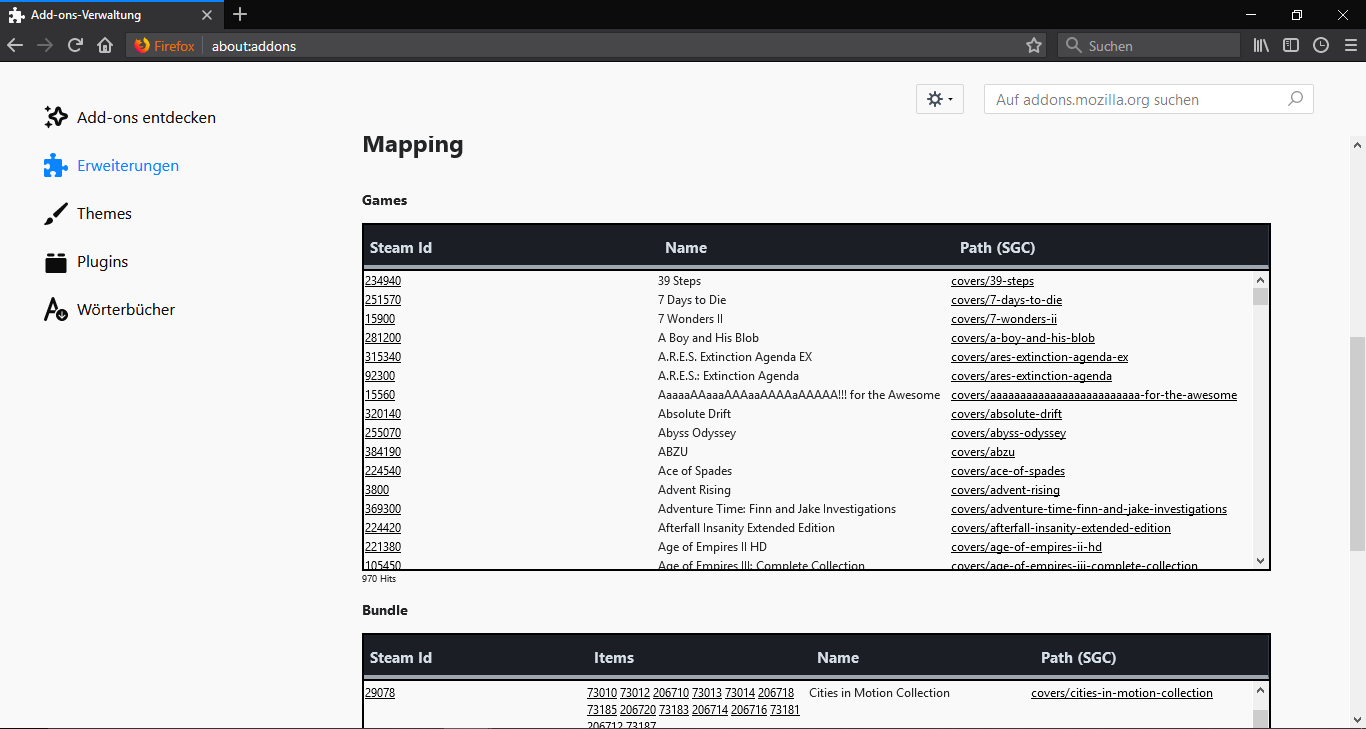 Add-ons-Verwaltung
Firefox about:addons Suchen
Auf addons.mozilla.org suchen
Add-ons entdecken
Erweiterungen
Themes
Plugins
Wörterbücher
Mapping
Games
Steam Id Name Path (SGC)
234940 39 Steps covers/39-steps
251570 7 Days to Die covers/7-days-to-die
15900 7 Wonders II covers/7-wonders-ii
281200 A Boy and His Blob covers/a-boy-and-his-blob
315340 A.R.E.S. Extinction Agenda EX covers/ares-extinction-agenda-ex
92300 A.R.E.S.: Extinction Agenda covers/ares-extinction-agenda
15560 AaaaaAAaaaAAAaaAAAAaAAAAA!!! for the Awesome covers/aaaaaaaaaaaaaaaaaaaaaaaaa-for-the-awesome
320140 Absolute Drift covers/absolute-drift
255070 Abyss Odyssey covers/abyss-odyssey
384190 ABZU covers/abzu
224540 Ace of Spades covers/ace-of-spades
3800 Advent Rising covers/advent-rising
369300 Adventure Time: Finn and Jake Investigations covers/adventure-time-finn-and-jake-investigations
224420 Afterfall Insanity Extended Edition covers/afterfall-insanity-extended-edition
221380 Age of Empires II HD covers/age-of-empires-ii-hd
105450 Age of Empires III: Complete Collection covers/age-of-empires-iii-complete-collection
970 Hits
Bundle
Steam Id Items Name Path (SGC)
29078 73010 73012 206710 73013 73014 206718 Cities in Motion Collection covers/cities-in-motion-collection
73185 206720 73183 206714 206716 73181
206712 73187